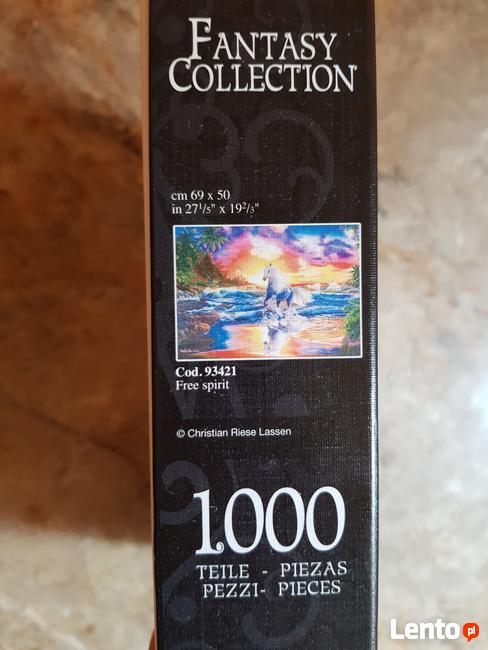 FANTASY
COLLECTION
cm 69 x 50
in 27¹/₅" x 19²/₃"
Cod. 93421
Free spirit
© Christian Riese Lassen
1.000
TEILE - PIEZAS
PEZZI- PIECES
Lento pl